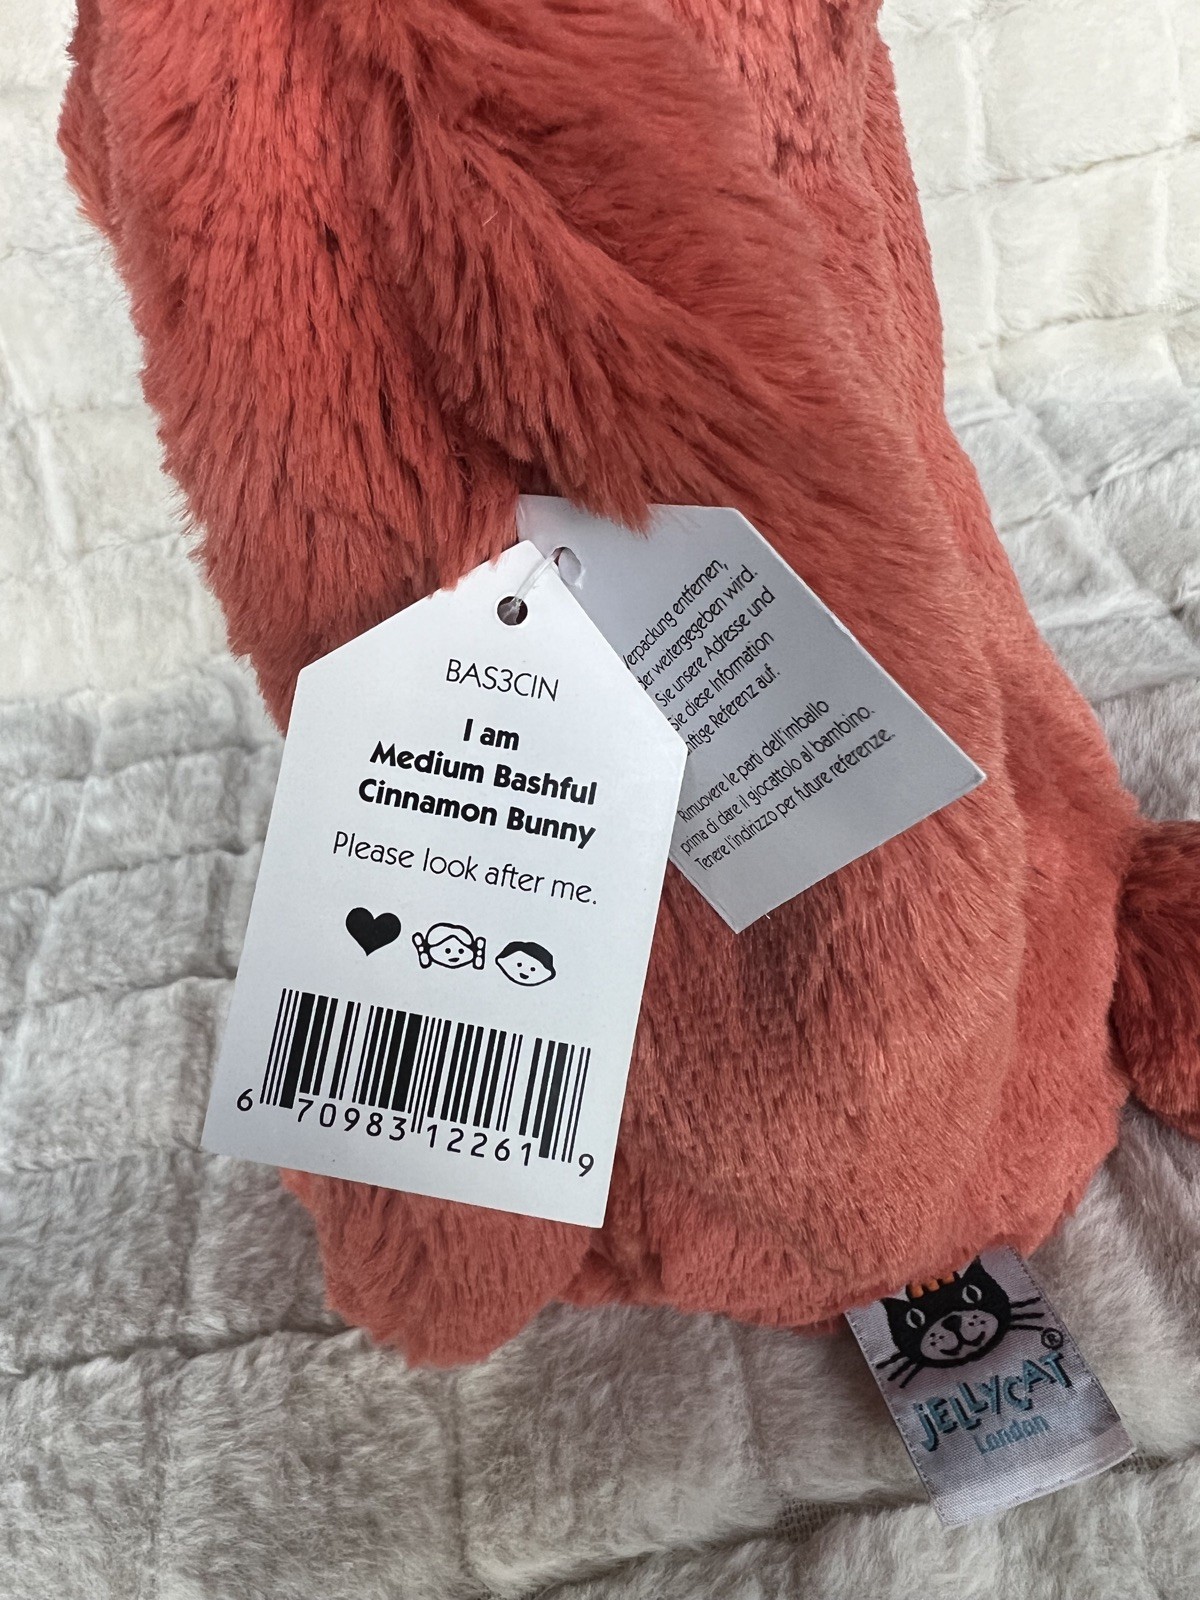 BAS3CIN
I am
Medium Bashful
Cinnamon Bunny
Please look after me.
6 70983 12261 9
entfernen,
weitergegeben wird.
Sie unsere Adresse und
diese Information
Referenz auf.
Rimuovere le parti dell'imballo
prima di dare il giocattolo al bambino.
Tenere l'indirizzo per future referenze.
JELLYCAT ®
London